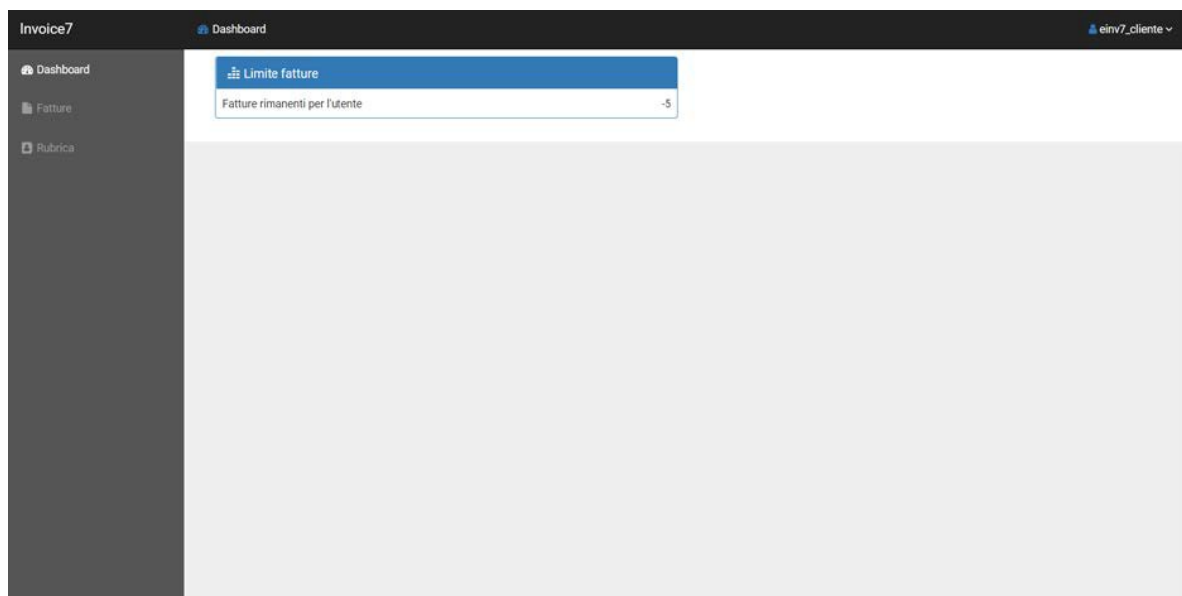 Invoice7
Dashboard
einv7_cliente
Dashboard
Fatture
Rubrica
Limite fatture
Fatture rimanenti per l'utente -5